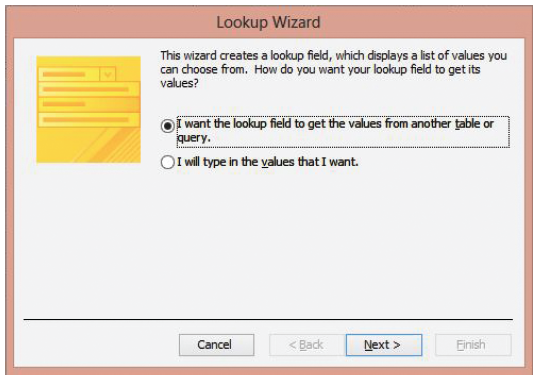 Lookup Wizard
This wizard creates a lookup field, which displays a list of values you
can choose from.  How do you want your lookup field to get its
values?
I want the lookup field to get the values from another table or
query.
I will type in the values that I want.
Cancel
< Back
Next >
Finish